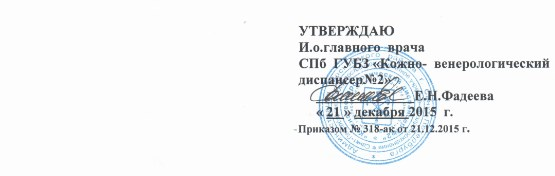 УТВЕРЖДАЮ
И.о.главного врача
СПб ГУБЗ «Кожно- венерологический
диспансер№2»
Е.Н.Фадеева
« 21 » декабря 2015 г.
Приказом № 318-ак от 21.12.2015 г.